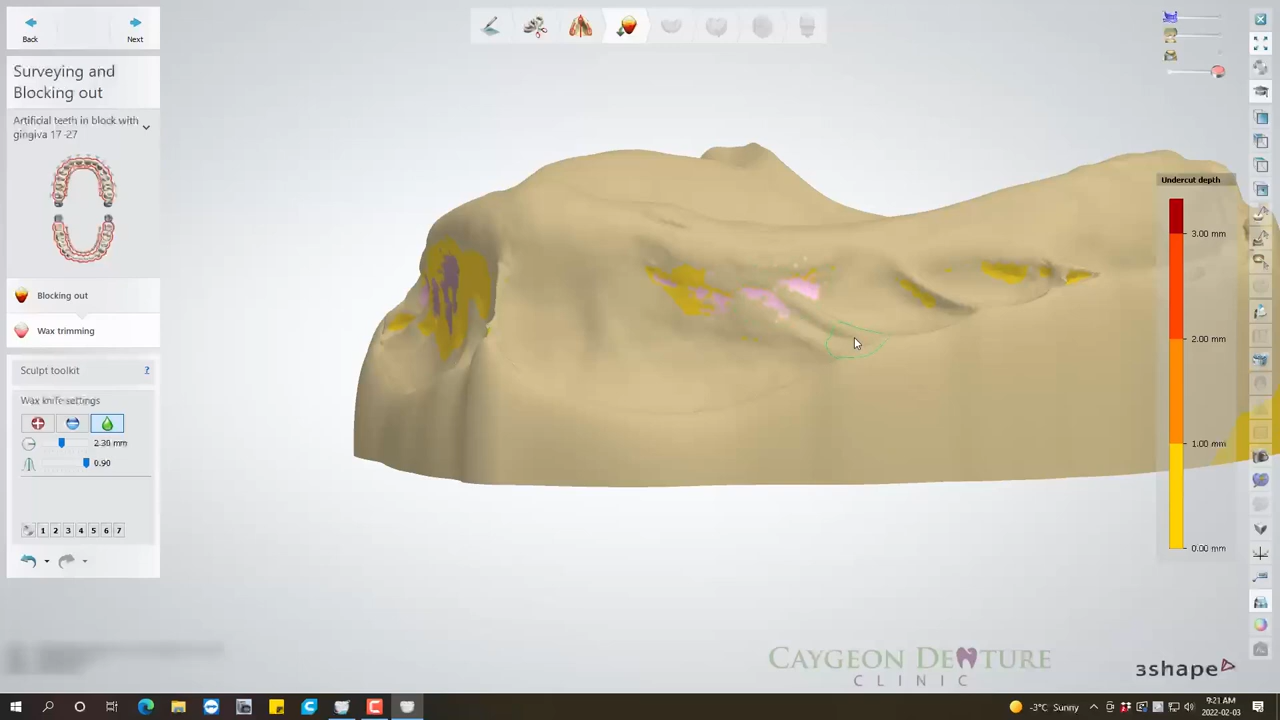 Back
Next
Surveying and
Blocking out
Artificial teeth in block with
gingiva 17-27
Blocking out
Wax trimming
Sculpt toolkit
?
Wax knife settings
2.30 mm
0.90
1 2 3 4 5 6 7
Undercut depth
3.00 mm
2.00 mm
1.00 mm
0.00 mm
CAYGEON DENTURE
CLINIC
3shape
-3°C Sunny
9:21 AM
2022-02-03